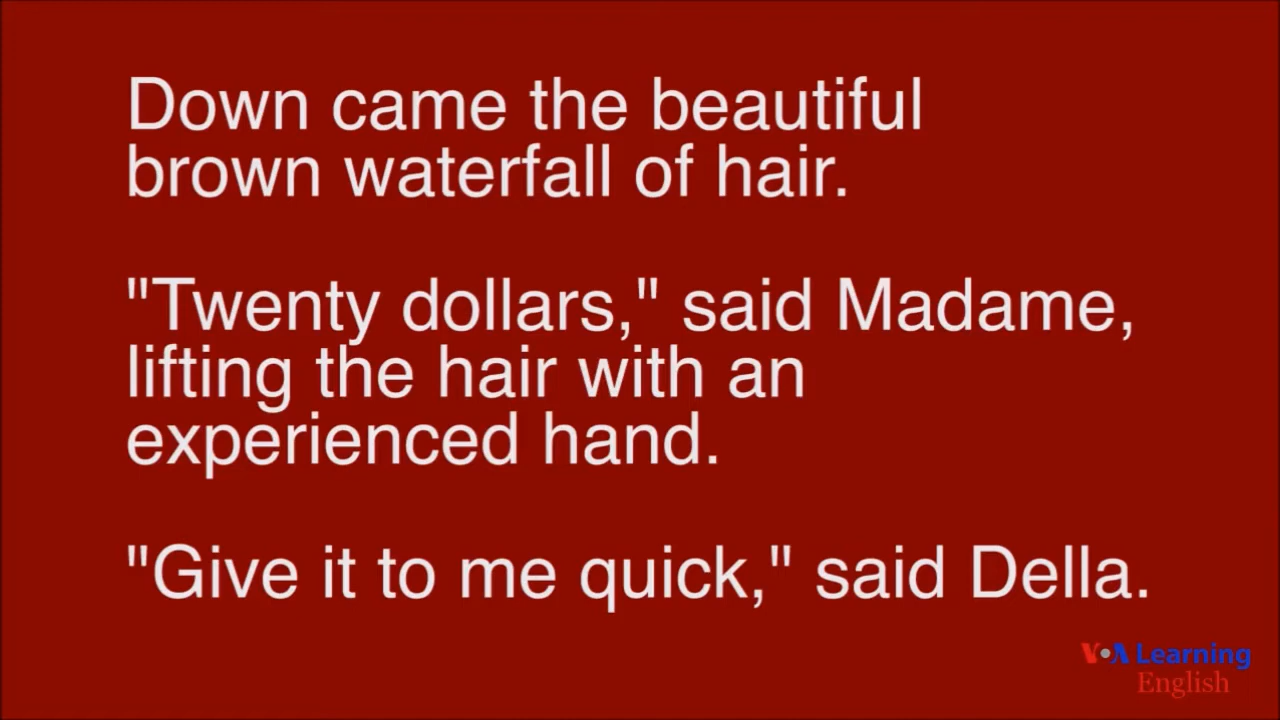 Down came the beautiful
brown waterfall of hair.
"Twenty dollars," said Madame,
lifting the hair with an
experienced hand.
"Give it to me quick," said Della.
VOA Learning
English